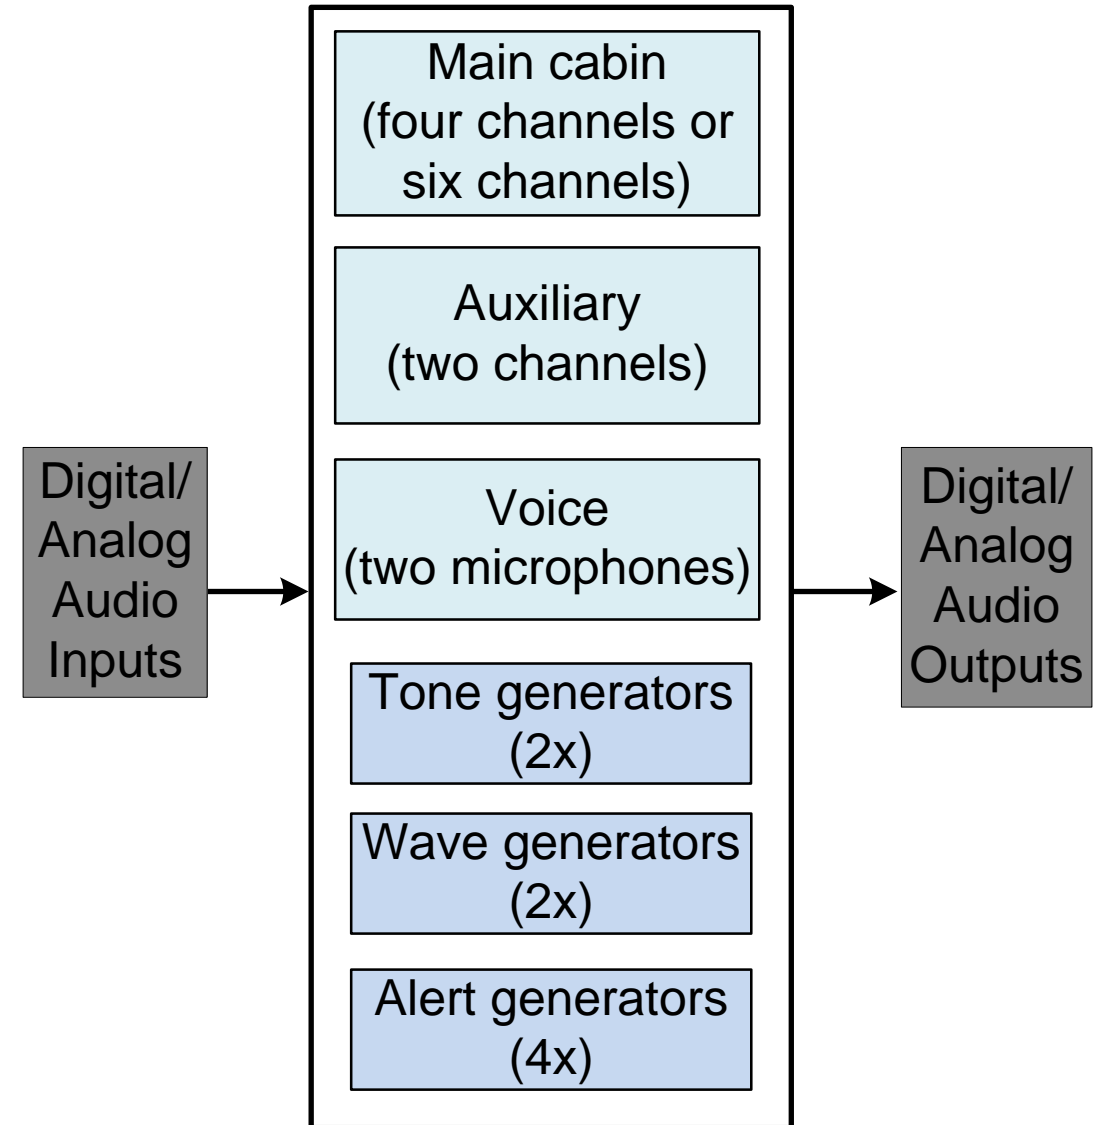 Main cabin
(four channels or
six channels)
Auxiliary
(two channels)
Digital/
Analog
Audio
Inputs
Voice
(two microphones)
Digital/
Analog
Audio
Outputs
Tone generators
(2x)
Wave generators
(2x)
Alert generators
(4x)